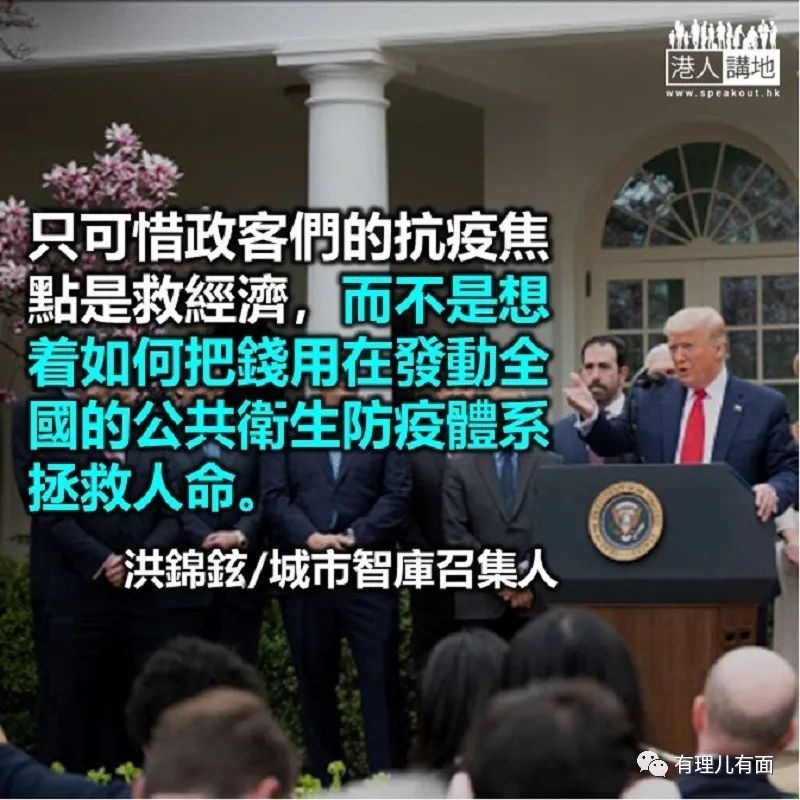 港人講地
www.speakout.hk
只可惜政客們的抗疫焦
點是救經濟，而不是想
着如何把錢用在發動全
國的公共衛生防疫體系
拯救人命。
洪錦鉉/城市智庫召集人
有理儿有面